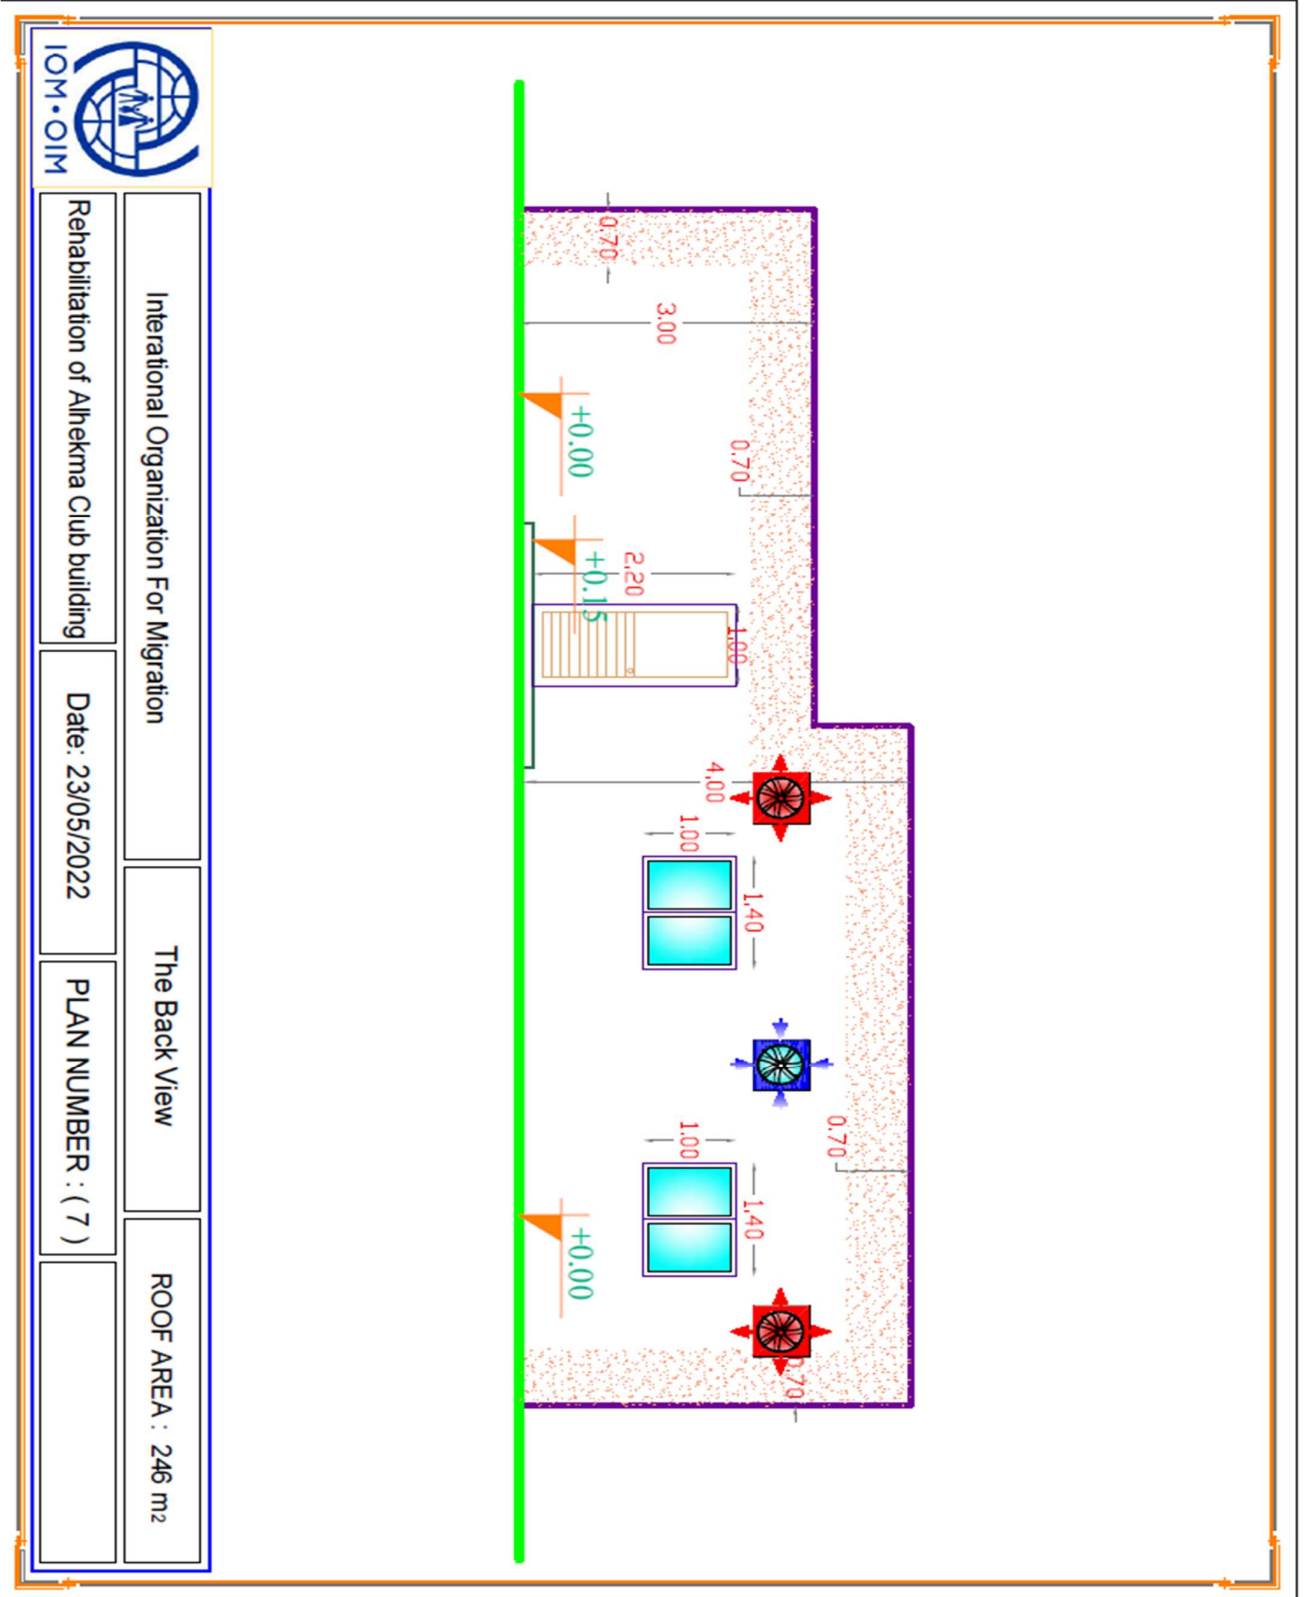 0.70
3.00
0.70
+0.00
2.20
+0.15
1.00
4.00
1.00
1.40
1.00
1.40
0.70
+0.00
0.70
IOM•OIM
Interational Organization For Migration
The Back View
ROOF AREA : 246 m2
Rehabilitation of Alhekma Club building
Date: 23/05/2022
PLAN NUMBER : ( 7 )